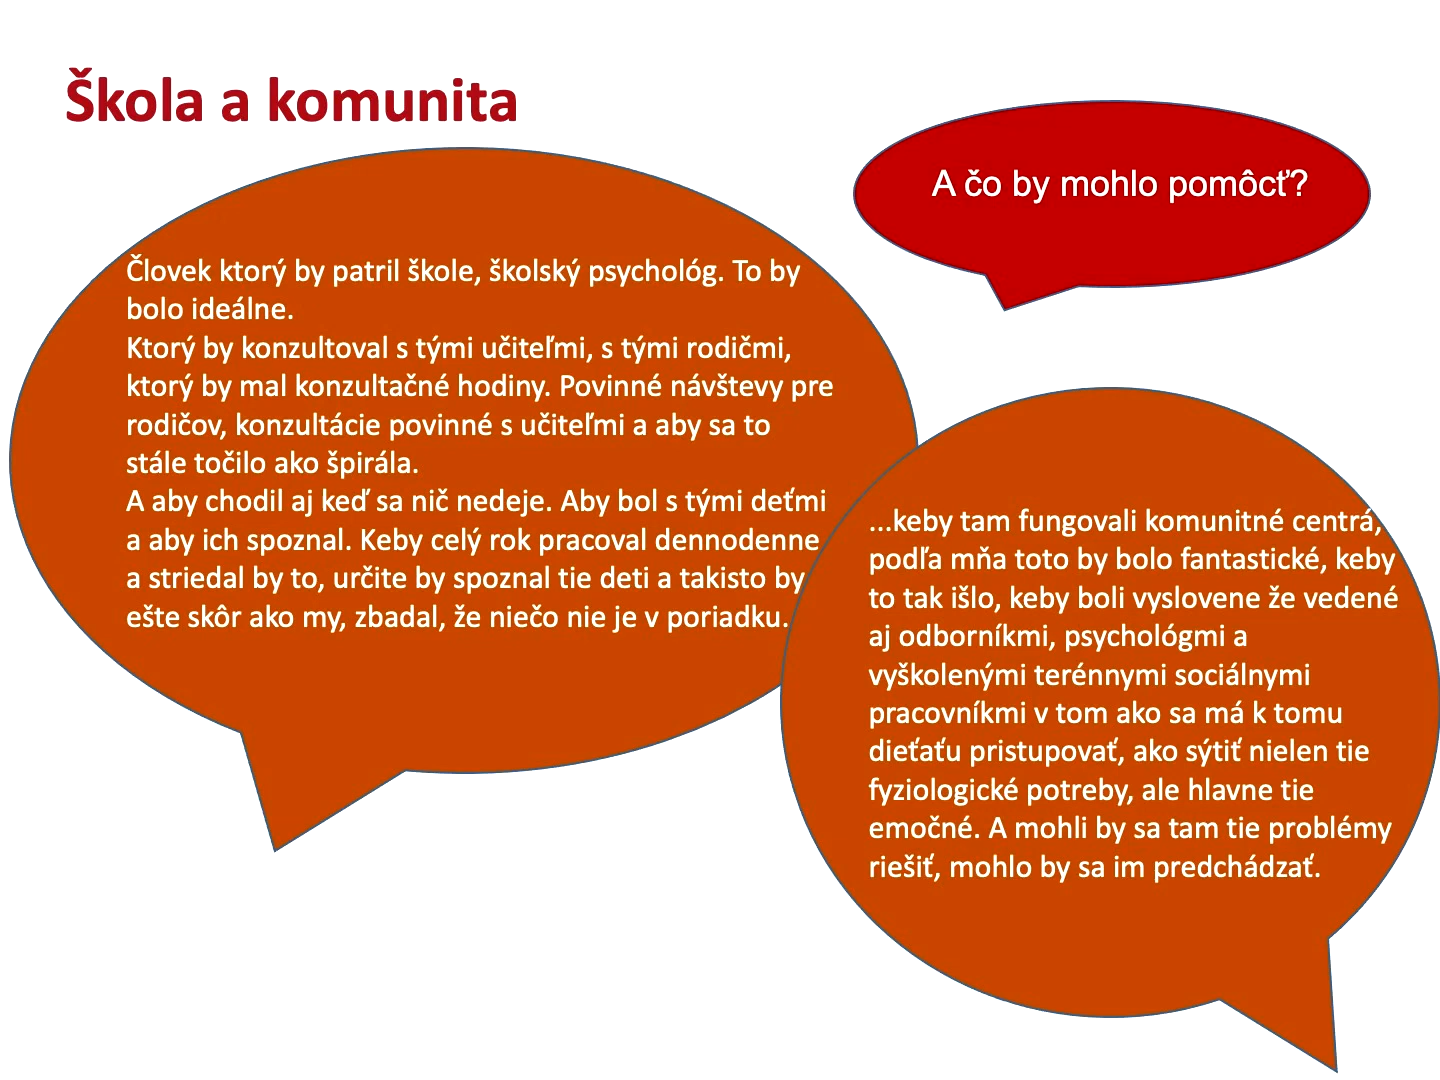 Škola a komunita
A čo by mohlo pomôcť?
Človek ktorý by patril škole, školský psychológ. To by
bolo ideálne.
Ktorý by konzultoval s tými učiteľmi, s tými rodičmi,
ktorý by mal konzultačné hodiny. Povinné návštevy pre
rodičov, konzultácie povinné s učiteľmi a aby sa to
stále točilo ako špirála.
A aby chodil aj keď sa nič nedeje. Aby bol s tými deťmi
a aby ich spoznal. Keby celý rok pracoval dennodenne
a striedal by to, určite by spoznal tie deti a takisto by
ešte skôr ako my, zbadal, že niečo nie je v poriadku.
...keby tam fungovali komunitné centrá,
podľa mňa toto by bolo fantastické, keby
to tak išlo, keby boli vyslovene že vedené
aj odborníkmi, psychológmi a
vyškolenými terénnymi sociálnymi
pracovníkmi v tom ako sa má k tomu
dieťaťu pristupovať, ako sýtiť nielen tie
fyziologické potreby, ale hlavne tie
emočné. A mohli by sa tam tie problémy
riešiť, mohlo by sa im predchádzať.